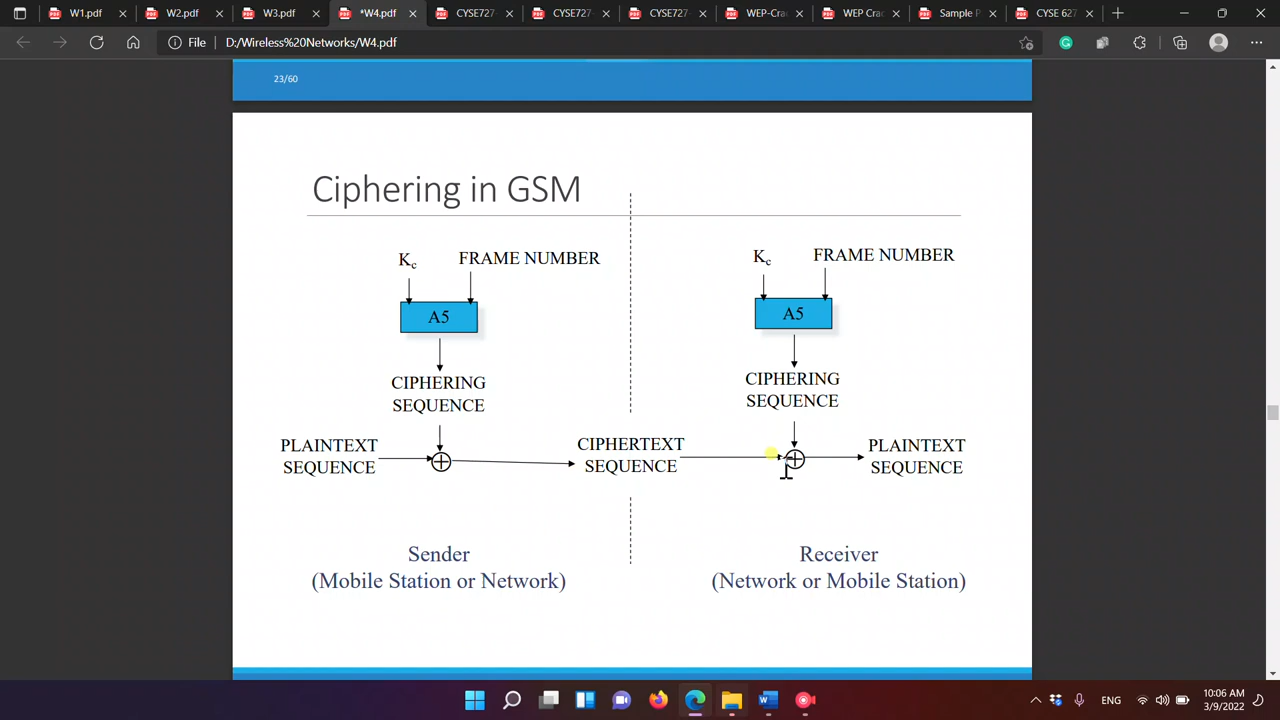 W1.pdf
W2.pdf
W3.pdf
*W4.pdf
CYSE727
CYSE727
CYSE727
WEP-Crac
WEP Crac
Sample P
CYSE 627
File
D:/Wireless%20Networks/W4.pdf
23/60
Ciphering in GSM
Kc
FRAME NUMBER
A5
CIPHERING
SEQUENCE
PLAINTEXT
SEQUENCE
CIPHERTEXT
SEQUENCE
Kc
FRAME NUMBER
A5
CIPHERING
SEQUENCE
PLAINTEXT
SEQUENCE
Sender
(Mobile Station or Network)
Receiver
(Network or Mobile Station)
ENG
10:06 AM
3/9/2022